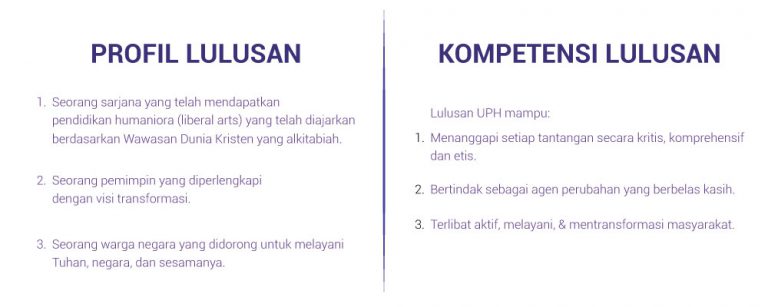 PROFIL LULUSAN
1. Seorang sarjana yang telah mendapatkan
pendidikan humaniora (liberal arts) yang telah diajarkan
berdasarkan Wawasan Dunia Kristen yang alkitabiah.
2. Seorang pemimpin yang diperlengkapi
dengan visi transformasi.
3. Seorang warga negara yang didorong untuk melayani
Tuhan, negara, dan sesamanya.
KOMPETENSI LULUSAN
Lulusan UPH mampu:
1. Menanggapi setiap tantangan secara kritis, komprehensif
dan etis.
2. Bertindak sebagai agen perubahan yang berbelas kasih.
3. Terlibat aktif, melayani, & mentransformasi masyarakat.